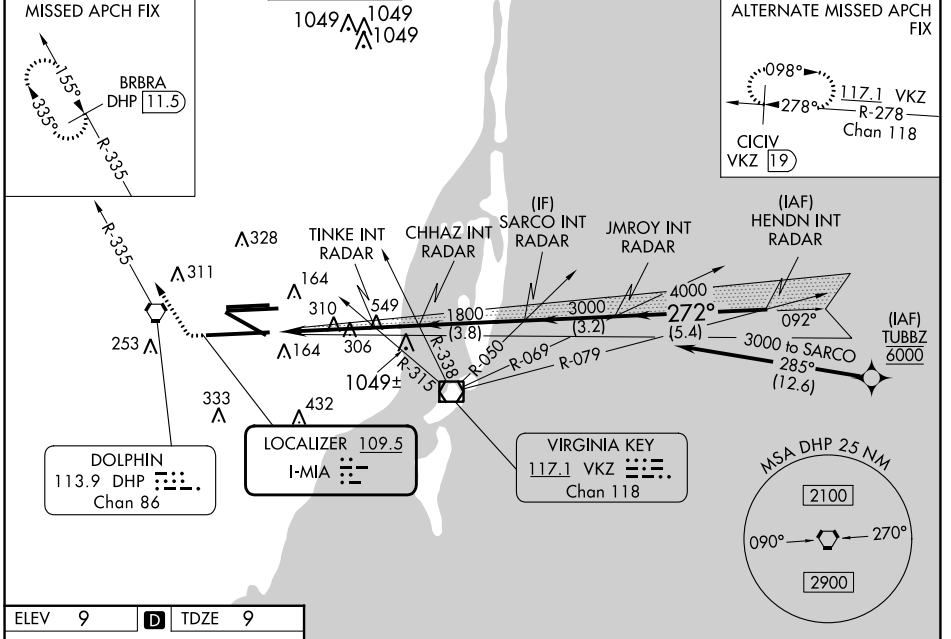 MISSED APCH FIX
155°
335°
BRBRA
DHP 11.5
R-335
1049
1049
1049
ALTERNATE MISSED APCH
FIX
098°
278°
117.1 VKZ
R-278
Chan 118
CICIV
VKZ 19
R-335
328
311
253
164
310
549
306
164
1049±
333
432
TINKE INT
RADAR
CHHAZ INT
RADAR
(IF)
SARCO INT
RADAR
JMROY INT
RADAR
(IAF)
HENDN INT
RADAR
1800
(3.8)
3000
(3.2)
4000
272°
(5.4)
092°
(IAF)
TUBBZ
6000
3000 to SARCO
285°
(12.6)
R-315
R-338
R-050
R-069
R-079
DOLPHIN
113.9 DHP
Chan 86
LOCALIZER 109.5
I-MIA
VIRGINIA KEY
117.1 VKZ
Chan 118
MSA DHP 25 NM
2100
090°
270°
2900
ELEV 9
D
TDZE 9